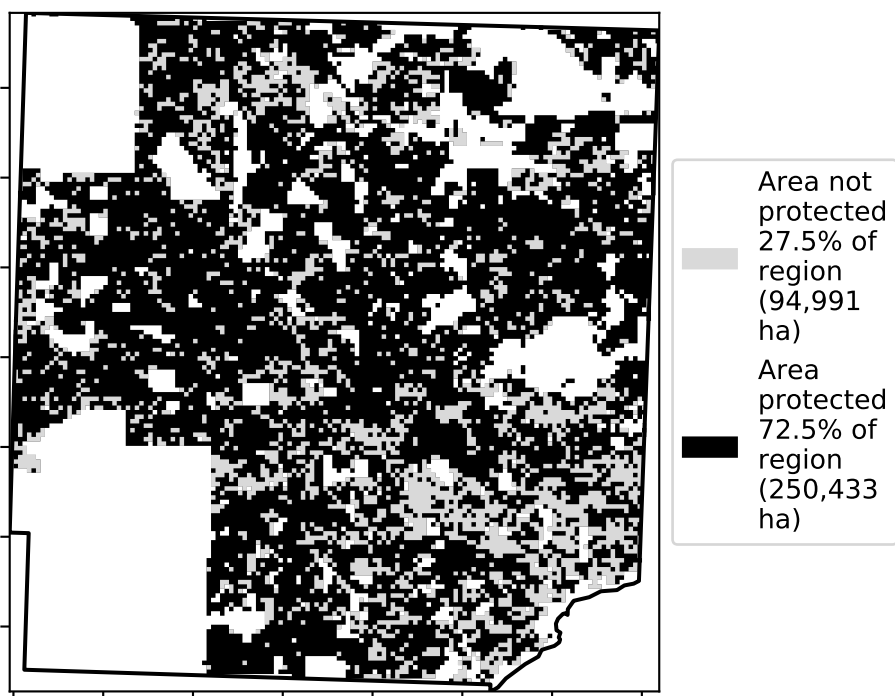 Area not
protected
27.5% of
region
(94,991
ha)
Area
protected
72.5% of
region
(250,433
ha)